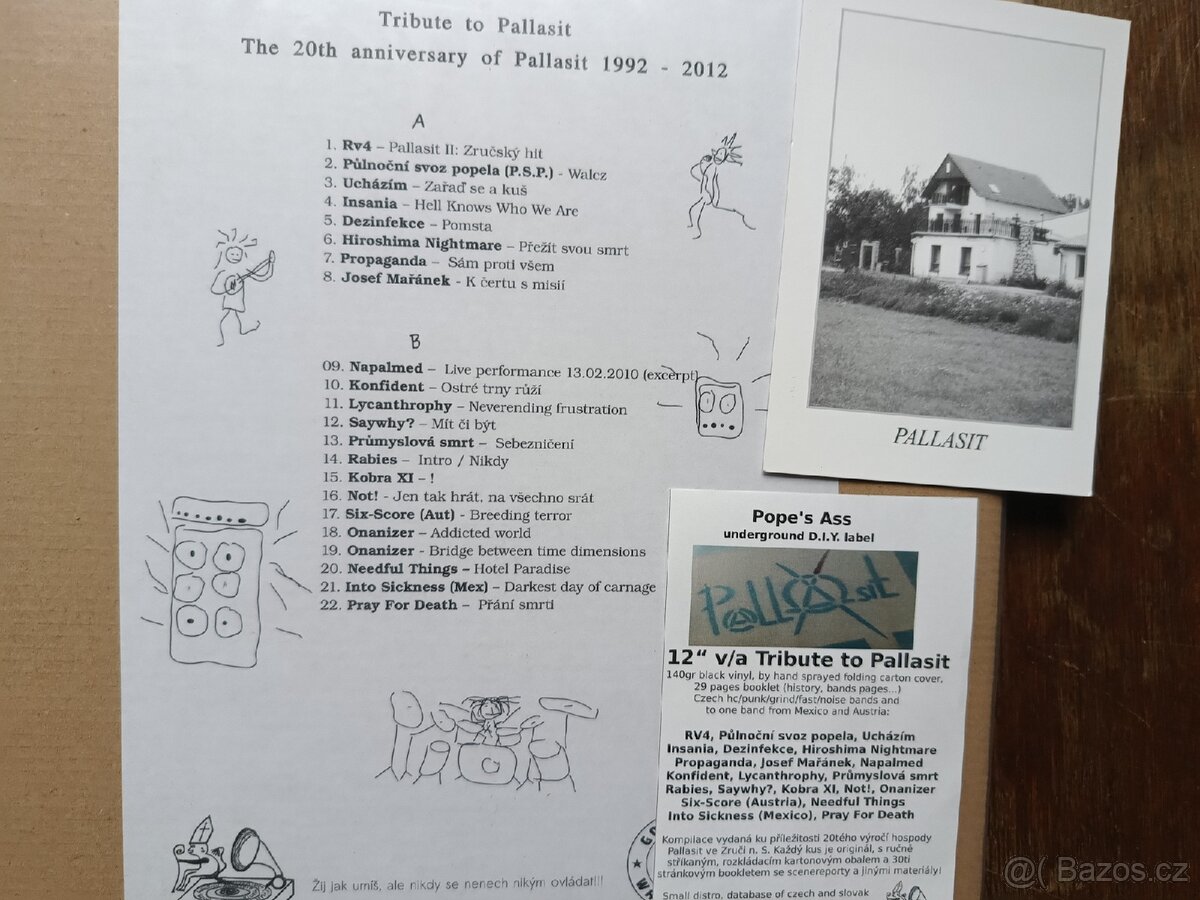 Tribute to Pallasit
The 20th anniversary of Pallasit 1992 - 2012
A
1. Rv4 – Pallasit II: Zručský hit
2. Půlnoční svoz popela (P.S.P.) - Walcz
3. Ucházím – Zařaď se a kuš
4. Insania – Hell Knows Who We Are
5. Dezinfekce – Pomsta
6. Hiroshima Nightmare – Přežít svou smrt
7. Propaganda – Sám proti všem
8. Josef Mařánek - K čertu s misií
B
09. Napalmed – Live performance 13.02.2010 (excerpt)
10. Konfident – Ostré trny růží
11. Lycanthrophy – Neverending frustration
12. Saywhy? – Mít či být
13. Průmyslová smrt – Sebezničení
14. Rabies – Intro / Nikdy
15. Kobra XI – !
16. Not! - Jen tak hrát, na všechno srát
17. Six-Score (Aut) - Breeding terror
18. Onanizer – Addicted world
19. Onanizer - Bridge between time dimensions
20. Needful Things – Hotel Paradise
21. Into Sickness (Mex) – Darkest day of carnage
22. Pray For Death – Přání smrti
Žij jak umíš, ale nikdy se nenech nikým ovládat!!!
PALLASIT
Pope's Ass
underground D.I.Y. label
Pallasit
12“ v/a Tribute to Pallasit
140gr black vinyl, by hand sprayed folding carton cover,
29 pages booklet (history, bands pages...)
Czech hc/punk/grind/fast/noise bands and
to one band from Mexico and Austria:
RV4, Půlnoční svoz popela, Ucházím
Insania, Dezinfekce, Hiroshima Nightmare
Propaganda, Josef Mařánek, Napalmed
Konfident, Lycanthrophy, Průmyslová smrt
Rabies, Saywhy?, Kobra XI, Not!, Onanizer
Six-Score (Austria), Needful Things
Into Sickness (Mexico), Pray For Death
Kompilace vydaná ku příležitosti 20tého výročí hospody
Pallasit ve Zruči n. S. Každý kus je originál, s ručně
stříkaným, rozkládacím kartonovým obalem a 30ti
stránkovým bookletem se scenereporty a jinými materiály!
Small distro, database of czech and slovak
@( Bazos.cz